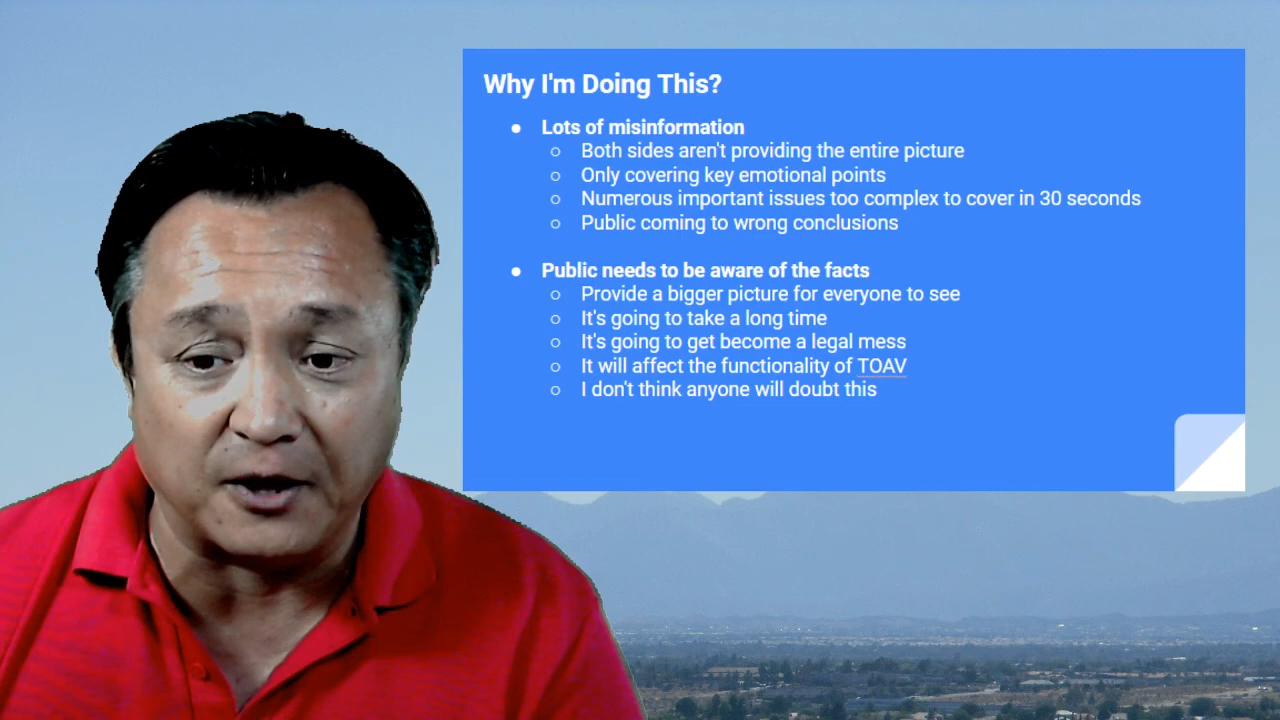 Why I'm Doing This?
● Lots of misinformation
○ Both sides aren't providing the entire picture
○ Only covering key emotional points
○ Numerous important issues too complex to cover in 30 seconds
○ Public coming to wrong conclusions
● Public needs to be aware of the facts
○ Provide a bigger picture for everyone to see
○ It's going to take a long time
○ It's going to get become a legal mess
○ It will affect the functionality of TOAV
○ I don't think anyone will doubt this